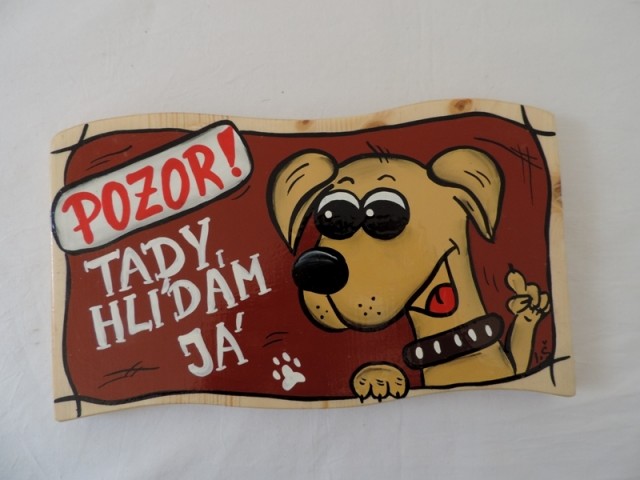 POZOR!
TADY,
HLÍDÁM
JÁ